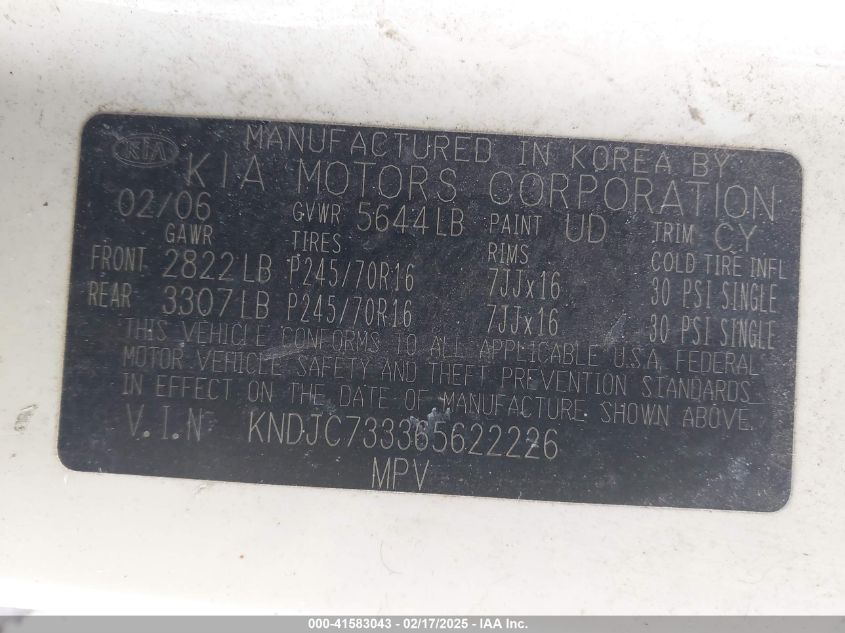 KIA
MANUFACTURED IN KOREA BY
KIA MOTORS CORPORATION
02/06 GVWR 5644LB PAINT UD TRIM CY
GAWR TIRES RIMS COLD TIRE INFL
FRONT 2822LB P245/70R16 7JJx16 30 PSI SINGLE
REAR 3307LB P245/70R16 7JJx16 30 PSI SINGLE
THIS VEHICLE CONFORMS TO ALL APPLICABLE U.S.A. FEDERAL
MOTOR VEHICLE SAFETY AND THEFT PREVENTION STANDARDS
IN EFFECT ON THE DATE OF MANUFACTURE SHOWN ABOVE.
V.I.N KNDJC733365622226
MPV
000-41583043 - 02/17/2025 - IAA Inc.